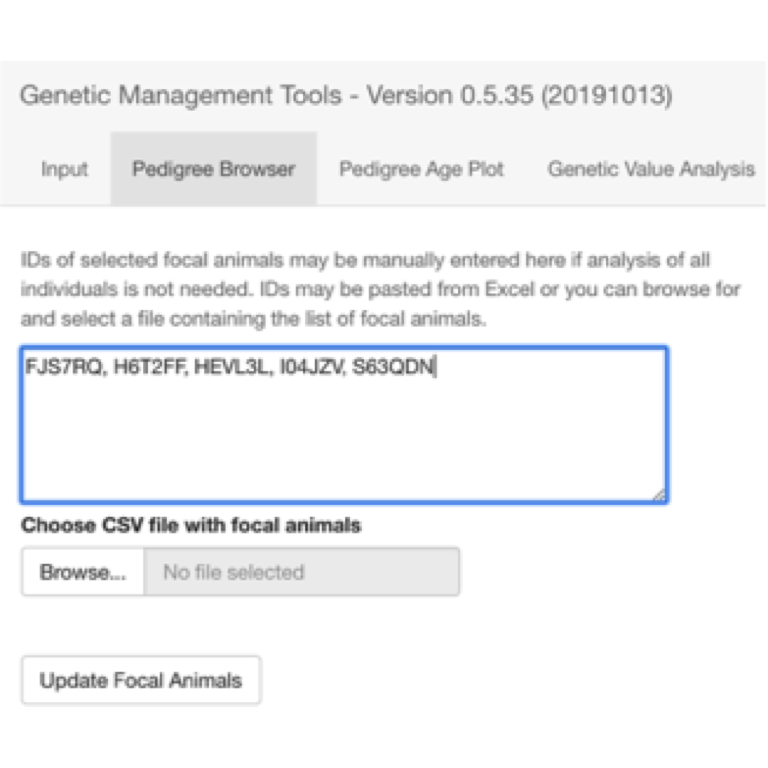 Genetic Management Tools - Version 0.5.35 (20191013)
Input Pedigree Browser Pedigree Age Plot Genetic Value Analysis
IDs of selected focal animals may be manually entered here if analysis of all
individuals is not needed. IDs may be pasted from Excel or you can browse for
and select a file containing the list of focal animals.
FJS7RQ, H6T2FF, HEVL3L, I04JZV, S63QDN
Choose CSV file with focal animals
Browse... No file selected
Update Focal Animals